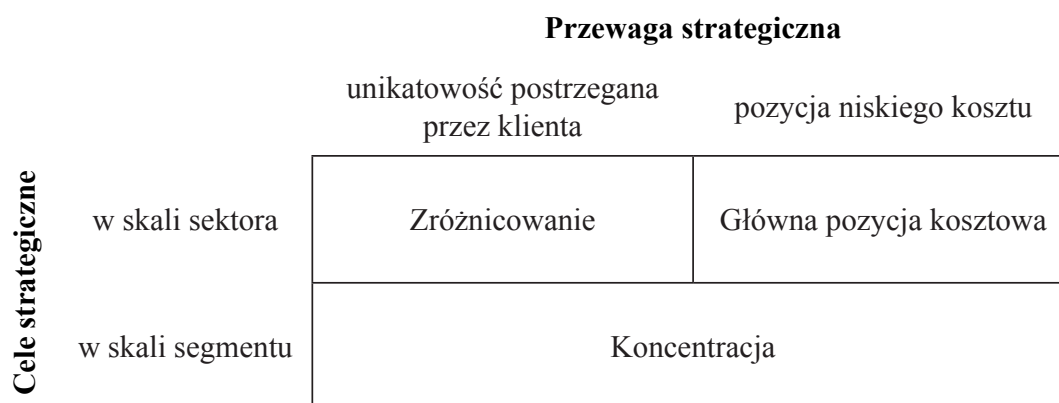 Przewaga strategiczna
unikatowość postrzegana
przez klienta
pozycja niskiego kosztu
Cele strategiczne
w skali sektora
Zróżnicowanie
Główna pozycja kosztowa
w skali segmentu
Koncentracja